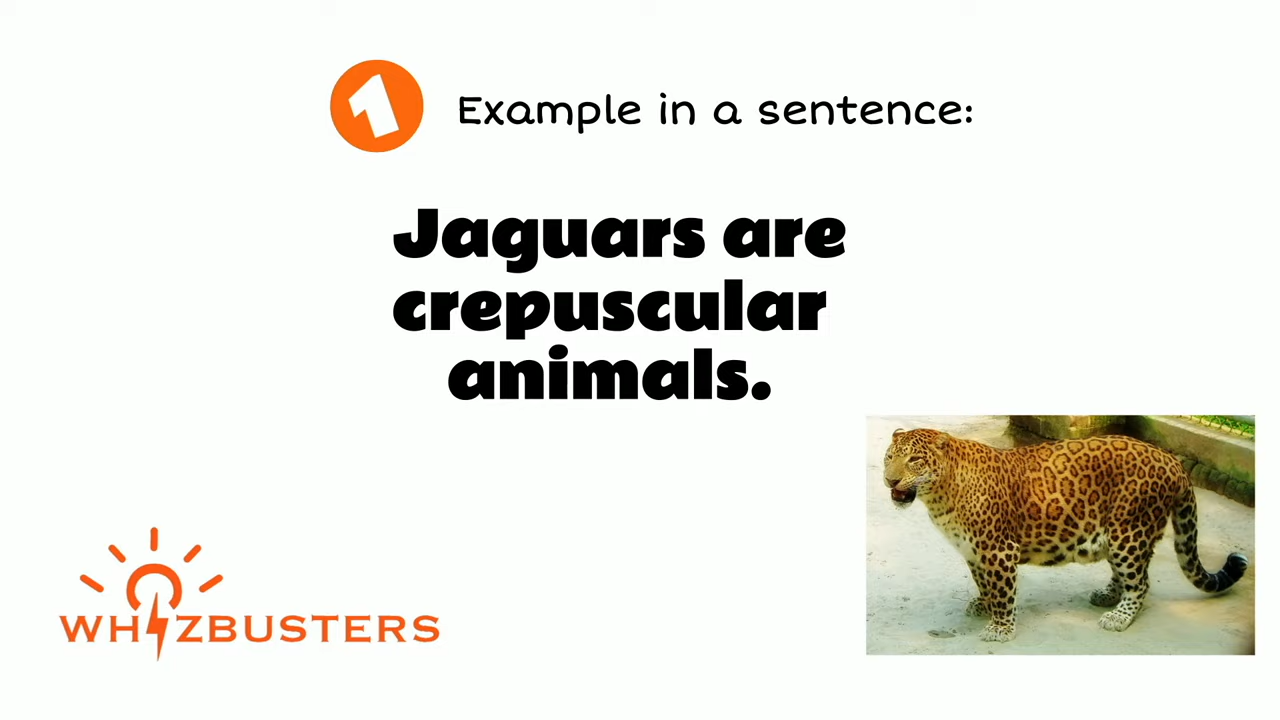 1 Example in a sentence:
Jaguars are
crepuscular
animals.
WHIZBUSTERS